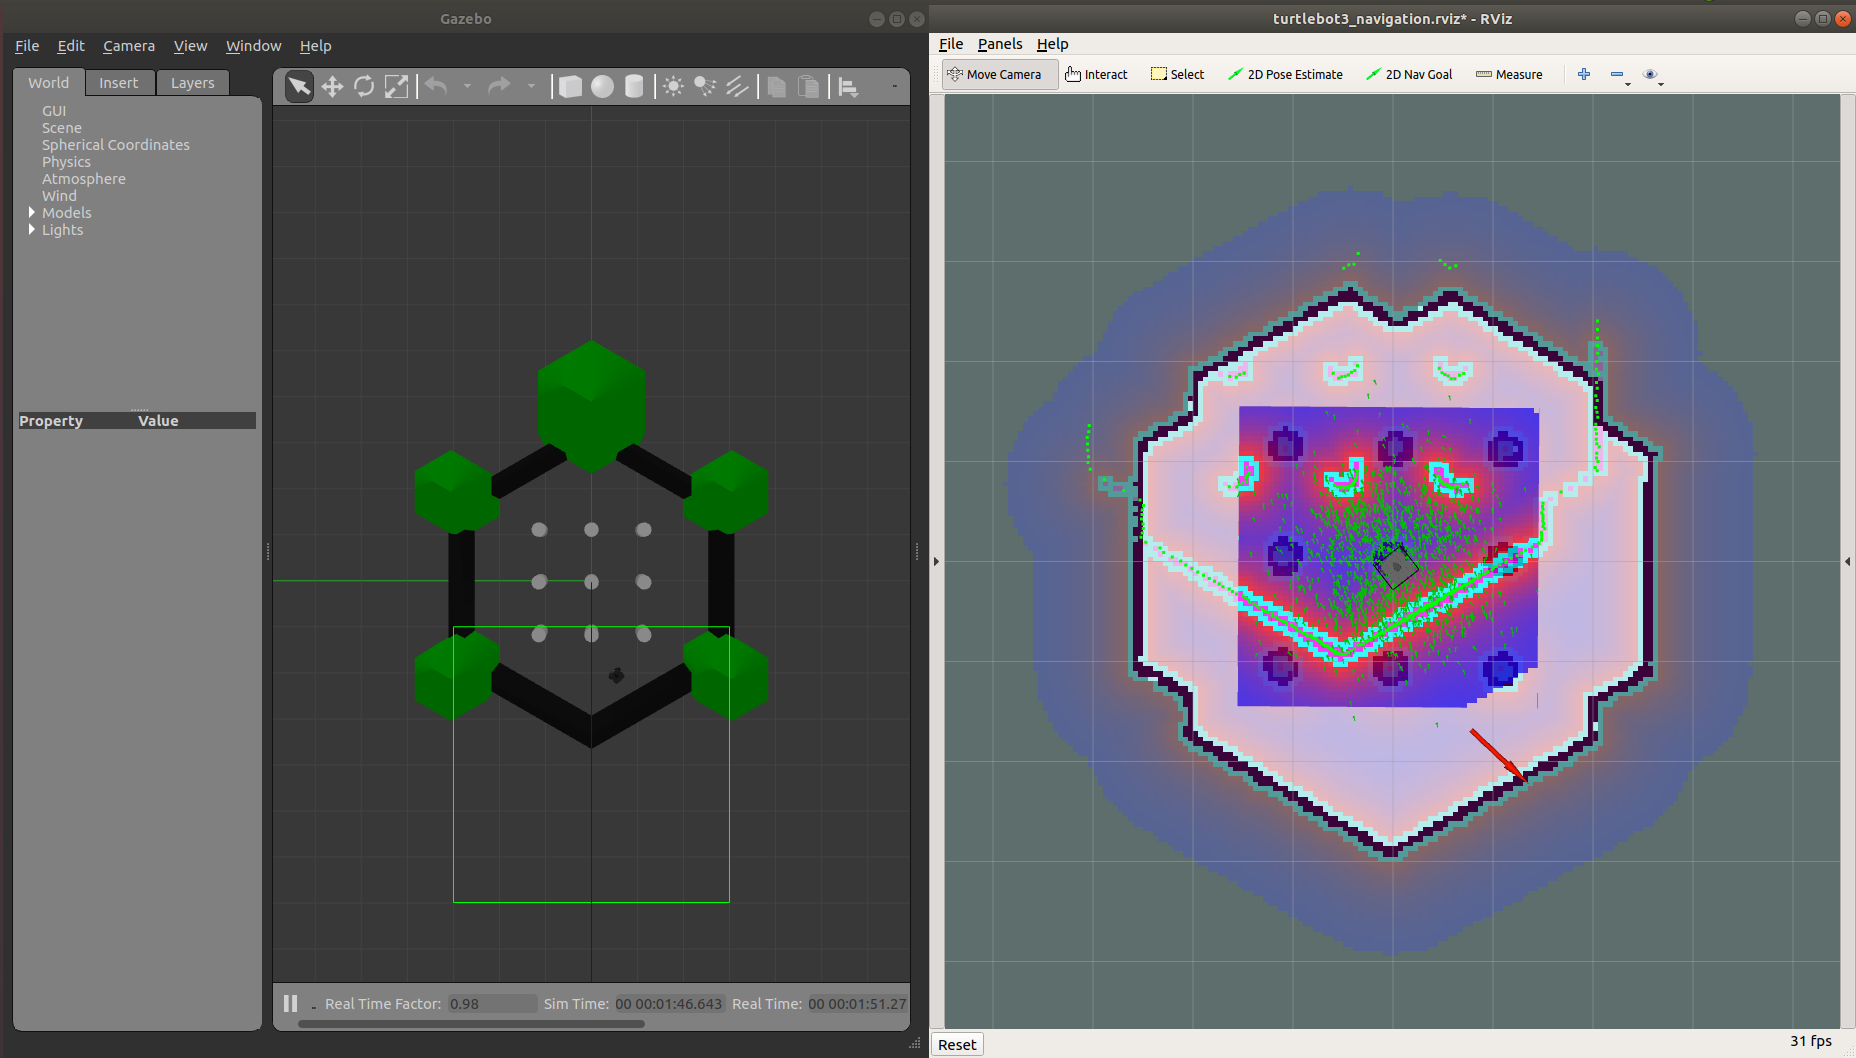 Gazebo
File Edit Camera View Window Help
World Insert Layers
GUI
Scene
Spherical Coordinates
Physics
Atmosphere
Wind
Models
Lights
Property Value
Real Time Factor: 0.98 Sim Time: 00 00:01:46.643 Real Time: 00 00:01:51.27
turtlebot3_navigation.rviz* - RViz
File Panels Help
Move Camera Interact Select 2D Pose Estimate 2D Nav Goal Measure
Reset
31 fps